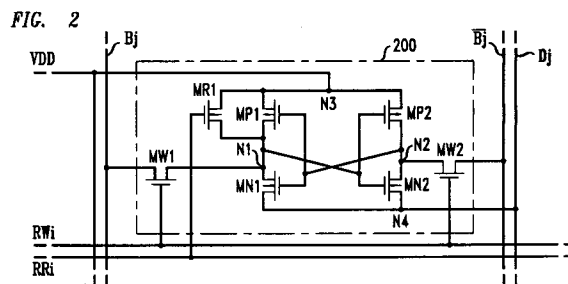 FIG. 2
Bj
200
B̅j̅
Dj
VDD
MR1
MP1
N3
MP2
N1
N2
MW1
MW2
MN1
MN2
N4
RWi
RRi